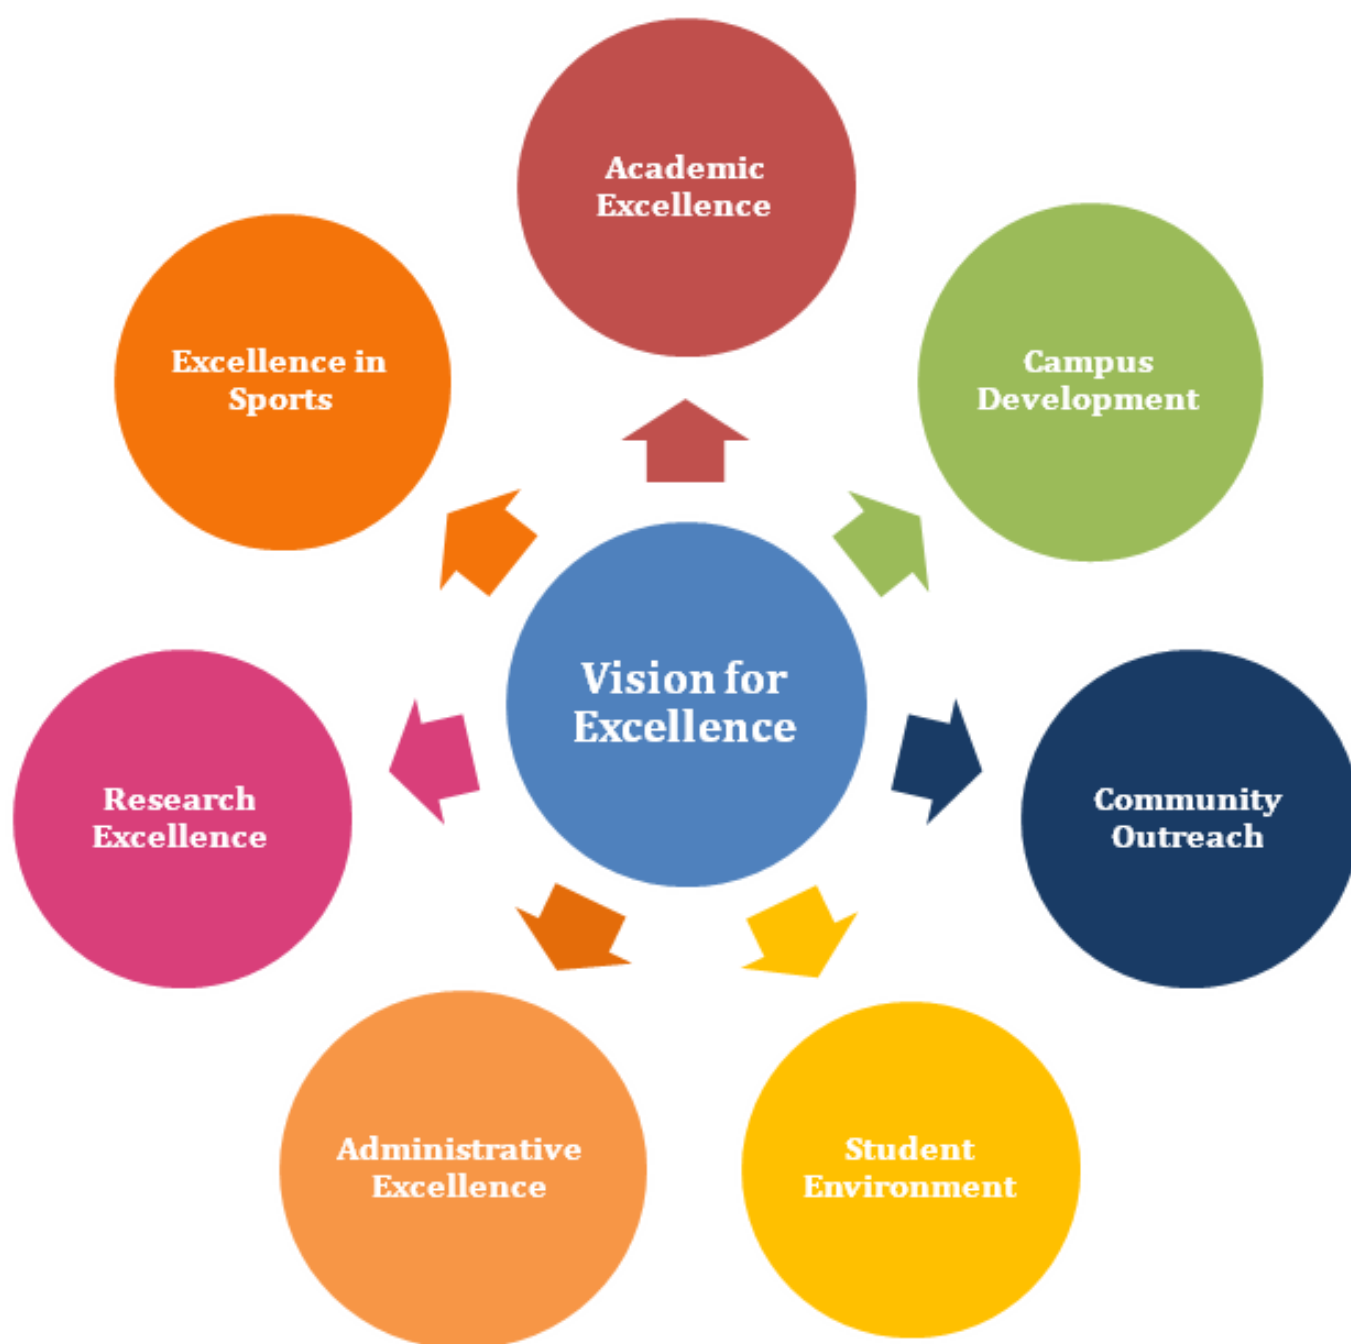 Academic
Excellence
Campus
Development
Community
Outreach
Student
Environment
Administrative
Excellence
Research
Excellence
Excellence in
Sports
Vision for
Excellence